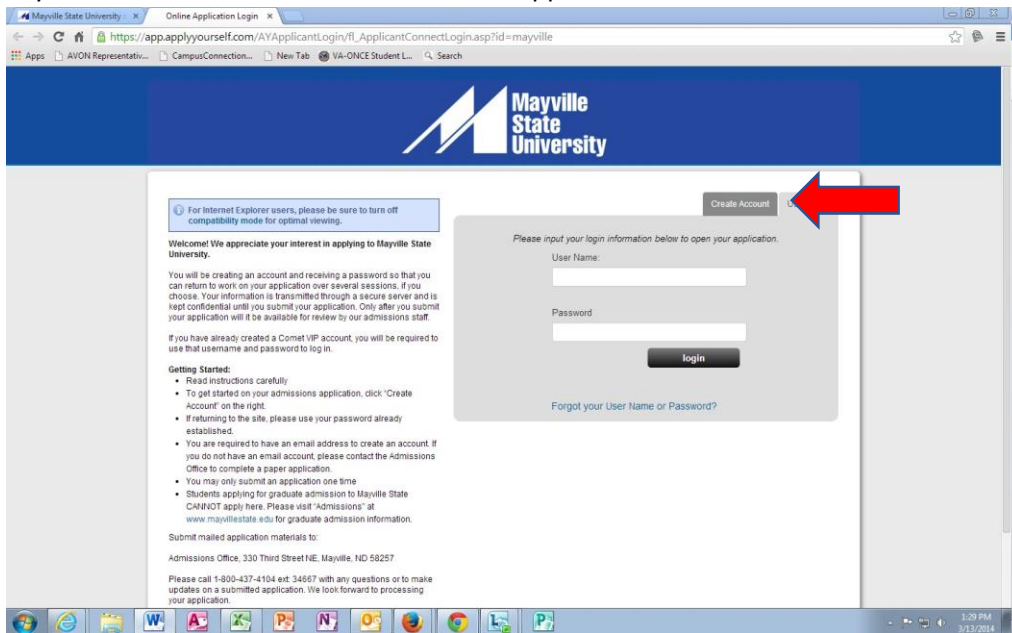 Mayville State University :
Online Application Login
https://app.applyyourself.com/AYApplicantLogin/fl_ApplicantConnectLogin.asp?id=mayville
Apps AVON Representativ... CampusConnection... New Tab VA-ONCE Student L... Search
Mayville
State
University
For Internet Explorer users, please be sure to turn off
compatibility mode for optimal viewing.
Welcome! We appreciate your interest in applying to Mayville State
University.
You will be creating an account and receiving a password so that you
can return to work on your application over several sessions, if you
choose. Your information is transmitted through a secure server and is
kept confidential until you submit your application. Only after you submit
your application will it be available for review by our admissions staff.
If you have already created a Comet VIP account, you will be required to
use that username and password to log in.
Getting Started:
• Read instructions carefully
• To get started on your admissions application, click "Create
Account" on the right.
• If returning to the site, please use your password already
established.
• You are required to have an email address to create an account. If
you do not have an email account, please contact the Admissions
Office to complete a paper application.
• You may only submit an application one time
• Students applying for graduate admission to Mayville State
CANNOT apply here. Please visit "Admissions" at
www.mayvillestate.edu for graduate admission information.
Submit mailed application materials to:
Admissions Office, 330 Third Street NE, Mayville, ND 58257
Please call 1-800-437-4104 ext: 34667 with any questions or to make
updates on a submitted application. We look forward to processing
your application.
Create Account
Please input your login information below to open your application.
User Name:
Password
login
Forgot your User Name or Password?
1:29 PM
3/13/2014